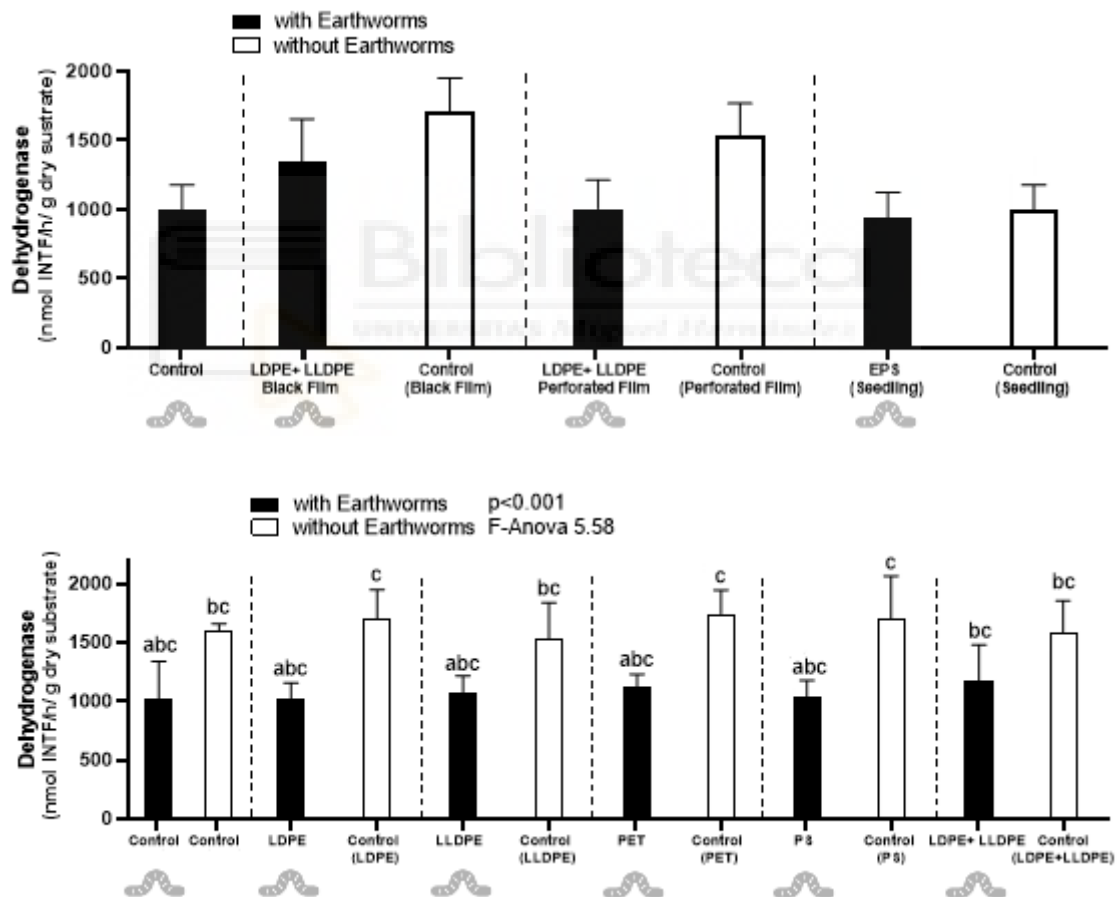 with Earthworms
without Earthworms
Dehydrogenase
(nmol INTF/h/ g dry sustrate)
2000
1500
1000
500
0
Biblioteca
UNIVERSITAS Miguel Hernández
Control
LDPE+ LLDPE
Black Film
Control
(Black Film)
LDPE+ LLDPE
Perforated Film
Control
(Perforated Film)
EPS
(Seedling)
Control
(Seedling)
with Earthworms p<0.001
without Earthworms F-Anova 5.58
Dehydrogenase
(nmol INTF/h/ g dry substrate)
2000
1500
1000
500
0
abc
bc
abc
c
abc
bc
abc
c
abc
c
bc
bc
Control
Control
LDPE
Control
(LDPE)
LLDPE
Control
(LLDPE)
PET
Control
(PET)
PS
Control
(PS)
LDPE+ LLDPE
Control
(LDPE+LLDPE)